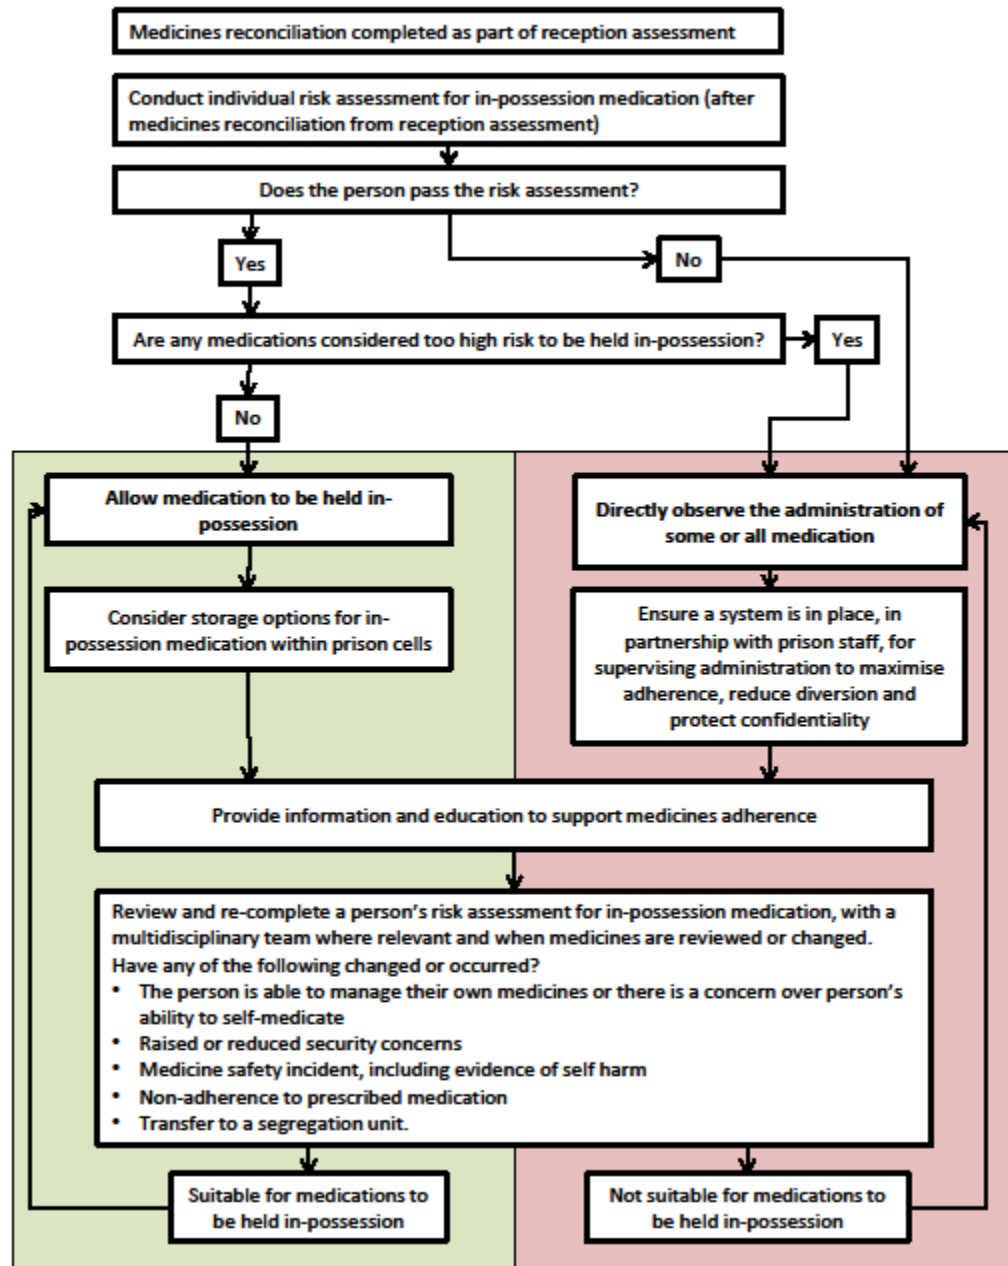 Medicines reconciliation completed as part of reception assessment
Conduct individual risk assessment for in-possession medication (after
medicines reconciliation from reception assessment)
Does the person pass the risk assessment?
Yes
No
Are any medications considered too high risk to be held in-possession?
Yes
No
Allow medication to be held in-
possession
Directly observe the administration of
some or all medication
Consider storage options for in-
possession medication within prison cells
Ensure a system is in place, in
partnership with prison staff, for
supervising administration to maximise
adherence, reduce diversion and
protect confidentiality
Provide information and education to support medicines adherence
Review and re-complete a person's risk assessment for in-possession medication, with a
multidisciplinary team where relevant and when medicines are reviewed or changed.
Have any of the following changed or occurred?
• The person is able to manage their own medicines or there is a concern over person's
ability to self-medicate
• Raised or reduced security concerns
• Medicine safety incident, including evidence of self harm
• Non-adherence to prescribed medication
• Transfer to a segregation unit.
Suitable for medications to
be held in-possession
Not suitable for medications to
be held in-possession